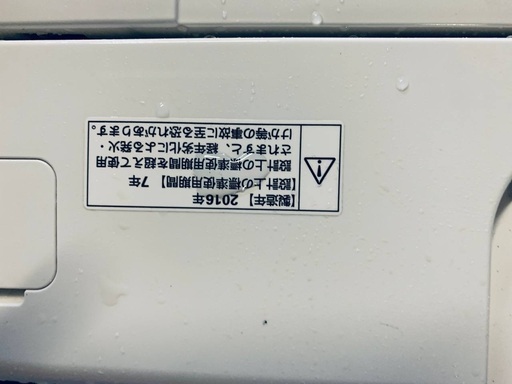 【製造年】 2016年
【設計上の標準使用期間】 7年
設計上の標準使用期間を超えて使用
されますと、経年劣化による発火・
けが等の事故に至る恐れがあります。